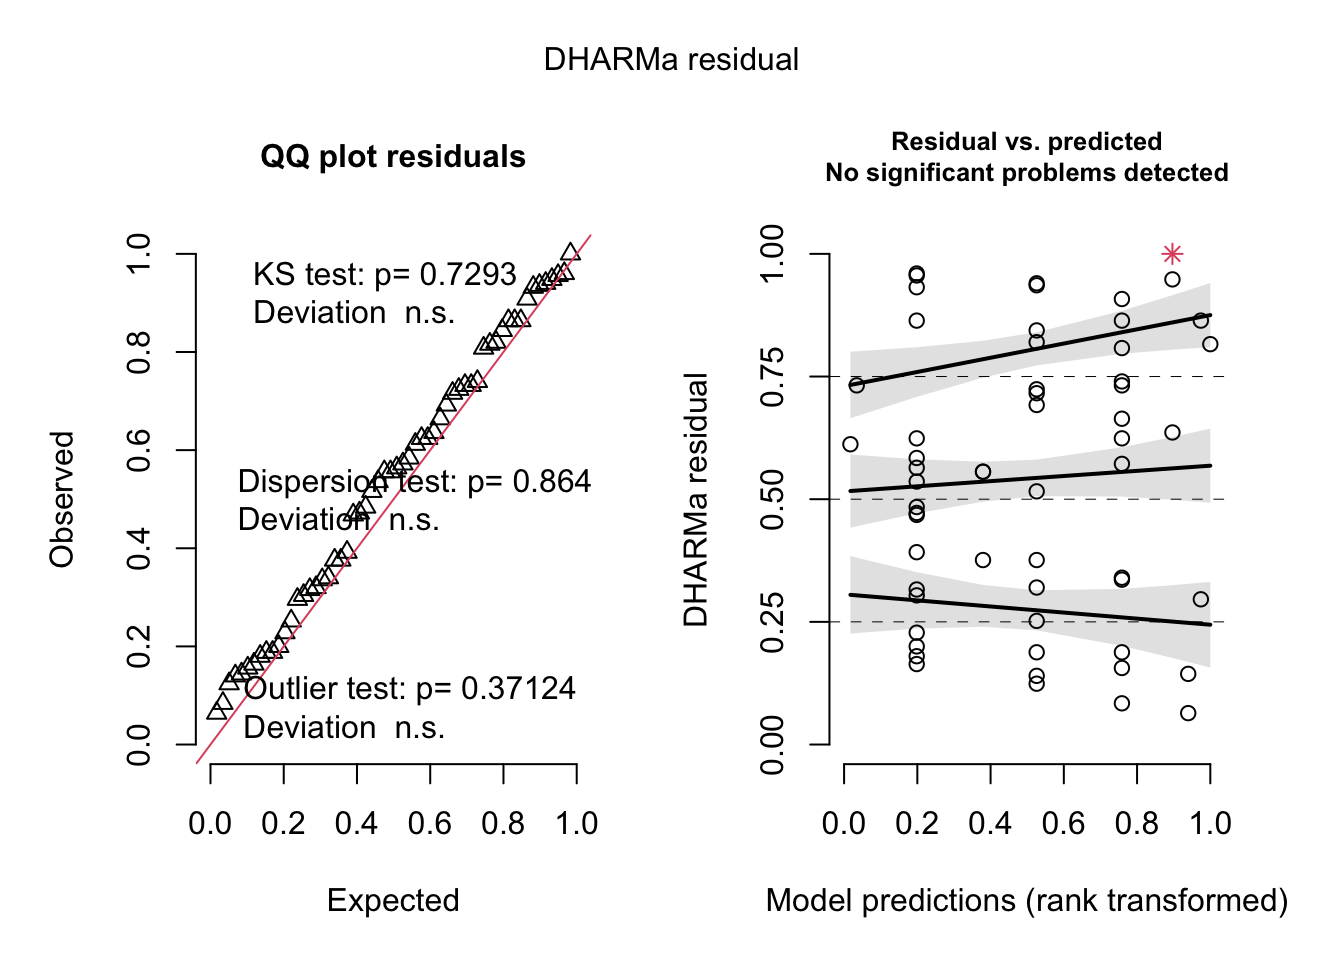 DHARMa residual
QQ plot residuals
KS test: p= 0.7293
Deviation  n.s.
Dispersion test: p= 0.864
Deviation  n.s.
Outlier test: p= 0.37124
Deviation  n.s.
Observed
1.0
0.8
0.6
0.4
0.2
0.0
0.0 0.2 0.4 0.6 0.8 1.0
Expected
Residual vs. predicted
No significant problems detected
DHARMa residual
1.00
0.75
0.50
0.25
0.00
0.0 0.2 0.4 0.6 0.8 1.0
Model predictions (rank transformed)